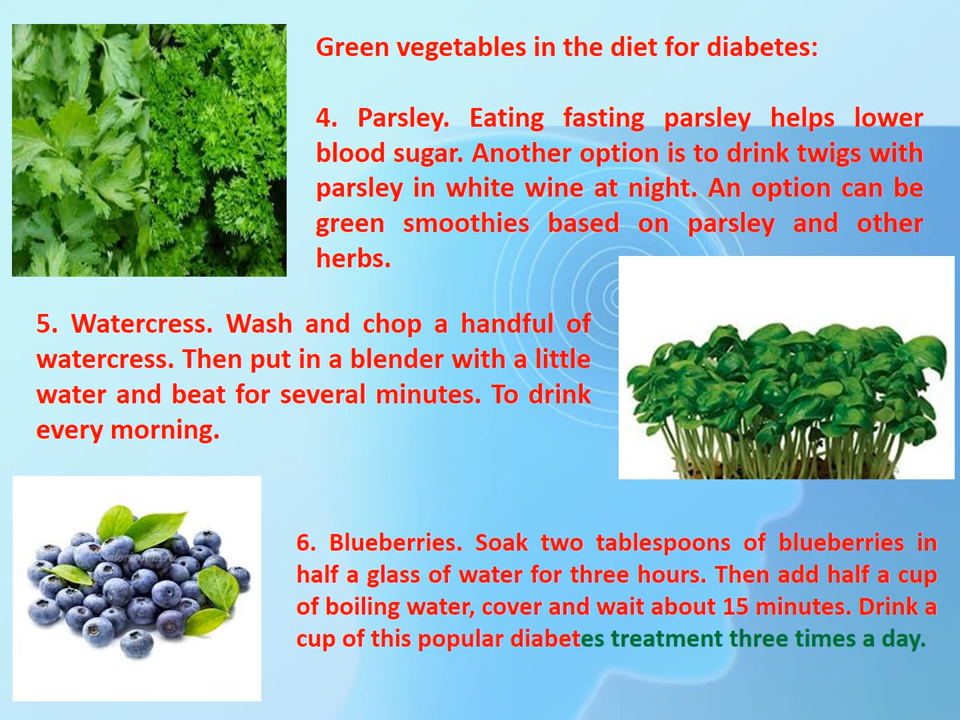 Green vegetables in the diet for diabetes:
4. Parsley. Eating fasting parsley helps lower
blood sugar. Another option is to drink twigs with
parsley in white wine at night. An option can be
green smoothies based on parsley and other
herbs.
5. Watercress. Wash and chop a handful of
watercress. Then put in a blender with a little
water and beat for several minutes. To drink
every morning.
6. Blueberries. Soak two tablespoons of blueberries in
half a glass of water for three hours. Then add half a cup
of boiling water, cover and wait about 15 minutes. Drink a
cup of this popular diabetes treatment three times a day.